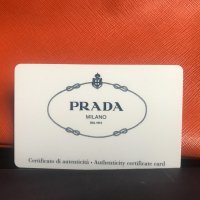 PRADA
MILANO
DAL 1913
Certificato di autenticità • Authenticity certificate card